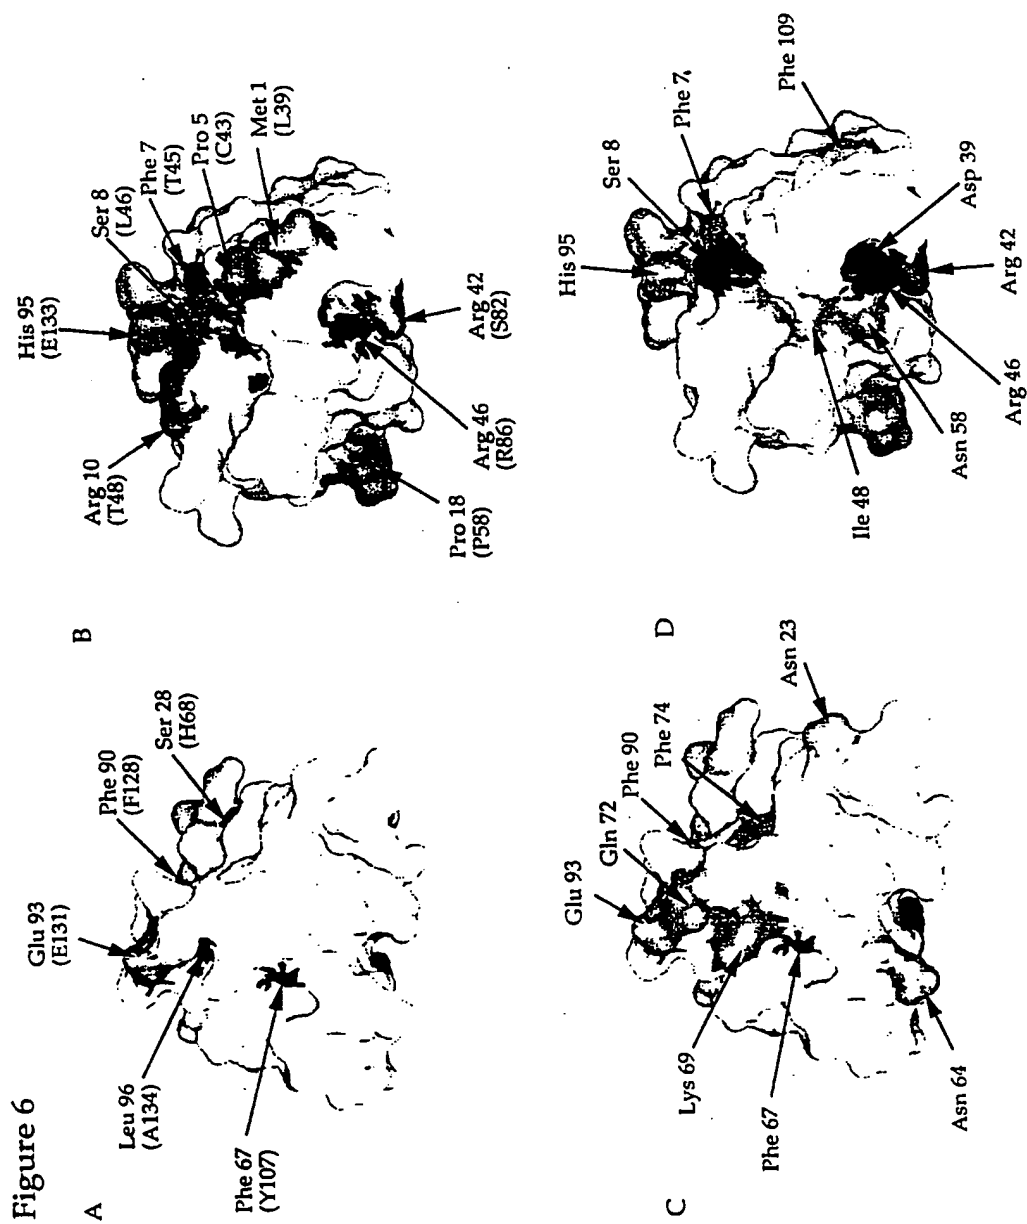 Figure 6
A
Leu 96
(A134)
Glu 93
(E131)
Phe 90
(F128)
Ser 28
(H68)
Phe 67
(Y107)
B
Arg 10
(T48)
His 95
(E133)
Ser 8
(L46)
Phe 7
(T45)
Pro 5
(C43)
Met 1
(L39)
Pro 18
(P58)
Arg 46
(R86)
Arg 42
(S82)
C
Lys 69
Phe 67
Glu 93
Gln 72
Phe 90
Phe 74
Asn 23
Asn 64
D
His 95
Ser 8
Phe 7
Phe 109
Ile 48
Asn 58
Arg 46
Arg 42
Asp 39